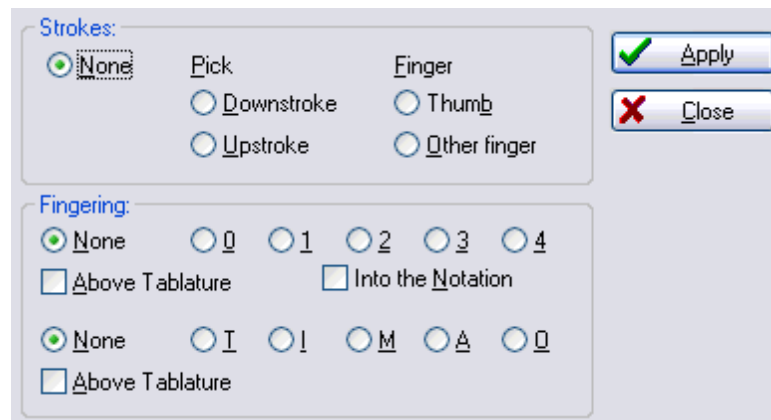 Strokes:
None Pick Finger
Downstroke Thumb
Upstroke Other finger
Apply
Close
Fingering:
None 0 1 2 3 4
Above Tablature Into the Notation
None T I M A O
Above Tablature